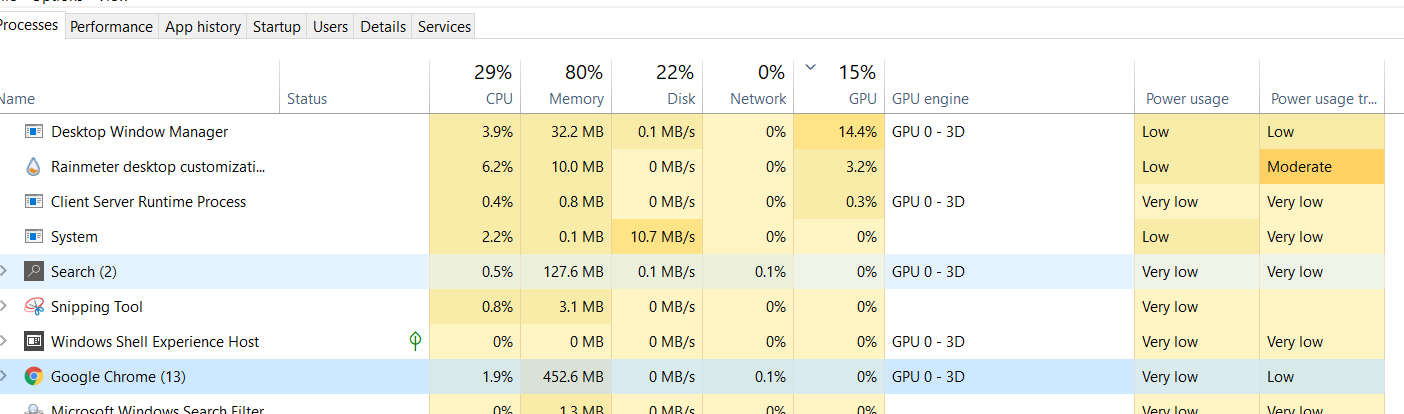 Processes Performance App history Startup Users Details Services
29% 80% 22% 0% 15%
Name Status CPU Memory Disk Network GPU GPU engine Power usage Power usage tr...
Desktop Window Manager 3.9% 32.2 MB 0.1 MB/s 0% 14.4% GPU 0 - 3D Low Low
Rainmeter desktop customizati... 6.2% 10.0 MB 0 MB/s 0% 3.2% Low Moderate
Client Server Runtime Process 0.4% 0.8 MB 0 MB/s 0% 0.3% GPU 0 - 3D Very low Very low
System 2.2% 0.1 MB 10.7 MB/s 0% 0% Low Very low
Search (2) 0.5% 127.6 MB 0.1 MB/s 0.1% 0% GPU 0 - 3D Very low Very low
Snipping Tool 0.8% 3.1 MB 0 MB/s 0% 0% Very low
Windows Shell Experience Host 0% 0 MB 0 MB/s 0% 0% GPU 0 - 3D Very low Very low
Google Chrome (13) 1.9% 452.6 MB 0 MB/s 0.1% 0% GPU 0 - 3D Very low Low
Microsoft Windows Search Filter 0% 1.3 MB 0 MB/s 0% 0% Very low Very low